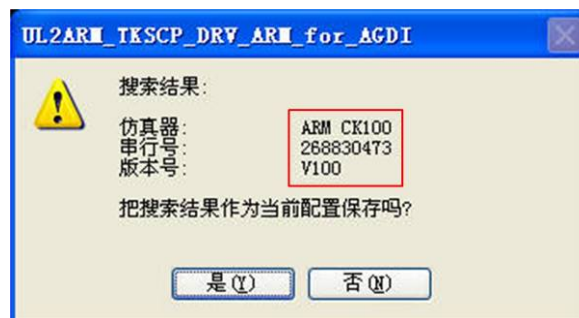 UL2ARM_TKSCP_DRV_ARM_for_AGDI
搜索结果:
仿真器: ARM CK100
串行号: 268830473
版本号: V100
把搜索结果作为当前配置保存吗?
是(Y) 否(N)